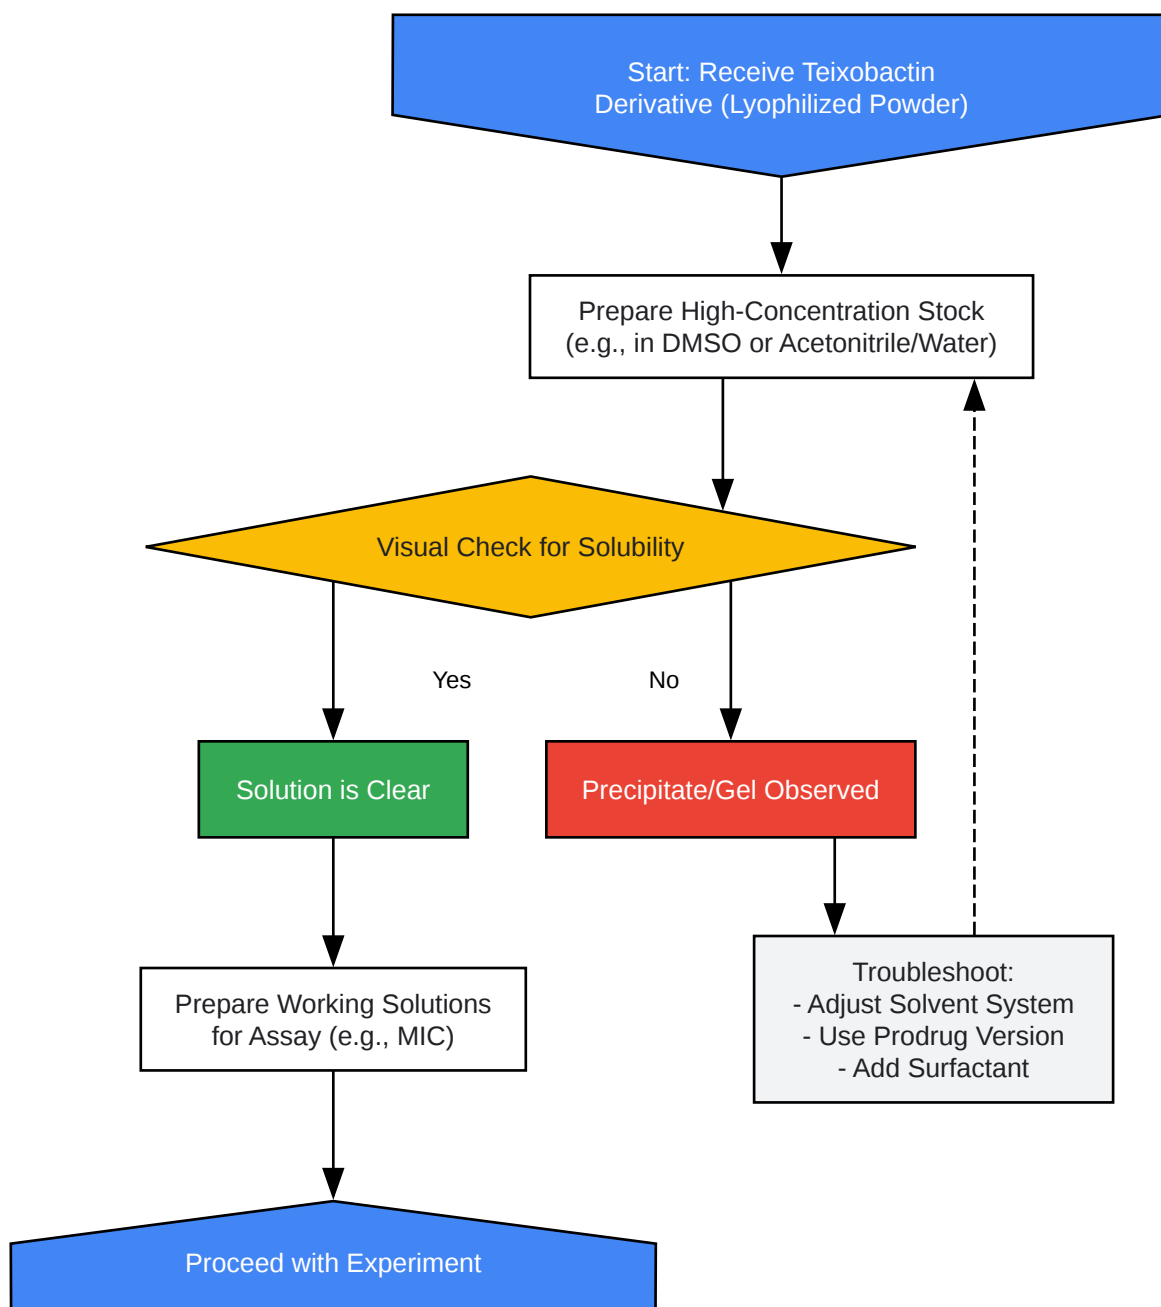 Start: Receive Teixobactin
Derivative (Lyophilized Powder)
Prepare High-Concentration Stock
(e.g., in DMSO or Acetonitrile/Water)
Visual Check for Solubility
Yes
No
Solution is Clear
Precipitate/Gel Observed
Prepare Working Solutions
for Assay (e.g., MIC)
Troubleshoot:
- Adjust Solvent System
- Use Prodrug Version
- Add Surfactant
Proceed with Experiment